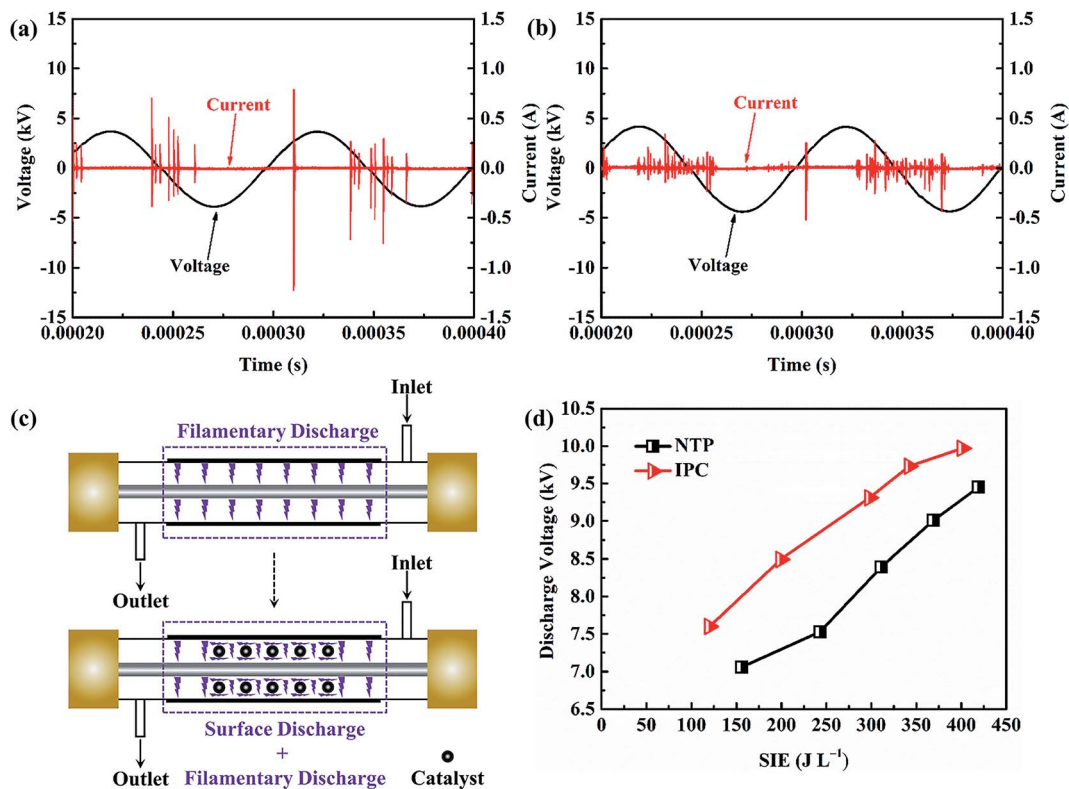 (a)
15
10
5
0
-5
-10
-15
Voltage (kV)
1.5
1.0
0.5
0.0
-0.5
-1.0
-1.5
Current (A)
Current
Voltage
0.00020
0.00025
0.00030
0.00035
0.00040
Time (s)
(b)
15
10
5
0
-5
-10
-15
Voltage (kV)
1.5
1.0
0.5
0.0
-0.5
-1.0
-1.5
Current (A)
Current
Voltage
0.00020
0.00025
0.00030
0.00035
0.00040
Time (s)
(c)
Inlet
Filamentary Discharge
Outlet
Inlet
Outlet
Surface Discharge
+
Filamentary Discharge
Catalyst
(d)
10.5
10.0
9.5
9.0
8.5
8.0
7.5
7.0
6.5
Discharge Voltage (kV)
NTP
IPC
0
50
100
150
200
250
300
350
400
450
SIE (J L⁻¹)